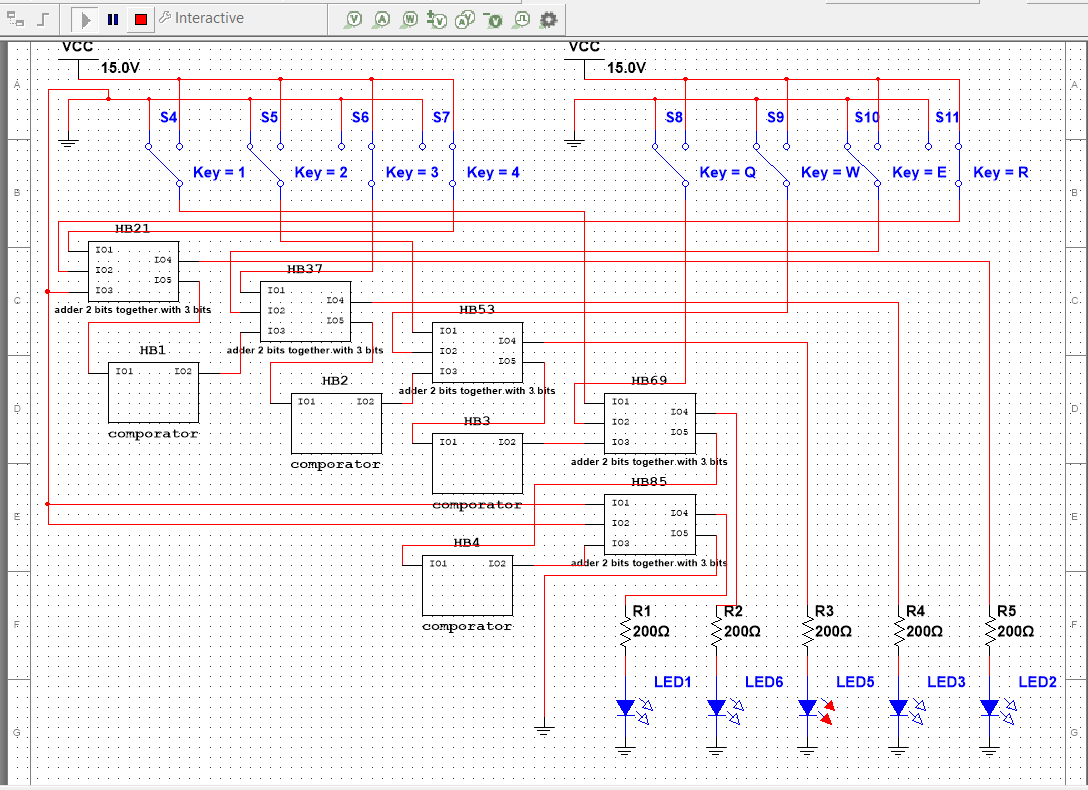 Interactive
VCC
15.0V
VCC
15.0V
A
A
S4
S5
S6
S7
S8
S9
S10
S11
Key = 1
Key = 2
Key = 3
Key = 4
Key = Q
Key = W
Key = E
Key = R
B
B
HB21
IO1
IO2
IO3
IO4
IO5
adder 2 bits together with 3 bits
HB37
IO1
IO2
IO3
IO4
IO5
adder 2 bits together with 3 bits
C
C
HB53
IO1
IO2
IO3
IO4
IO5
adder 2 bits together with 3 bits
HB1
IO1
IO2
comporator
HB2
IO1
IO2
comporator
HB69
IO1
IO2
IO3
IO4
IO5
adder 2 bits together with 3 bits
D
D
HB3
IO1
IO2
comporator
HB85
IO1
IO2
IO3
IO4
IO5
adder 2 bits together with 3 bits
E
E
HB4
IO1
IO2
comporator
R1
200Ω
R2
200Ω
R3
200Ω
R4
200Ω
R5
200Ω
F
F
LED1
LED6
LED5
LED3
LED2
G
G